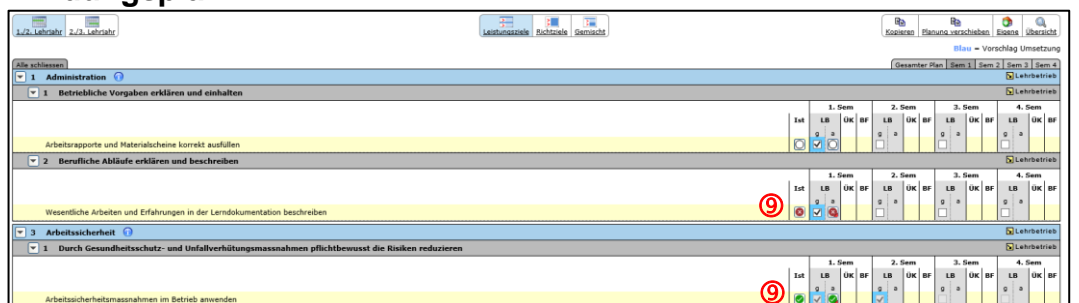 1./2. Lehrjahr 2./3. Lehrjahr Leistungsziele Richtziele Gemischt Kopieren Planung verschieben Eigene Übersicht
Blau = Vorschlag Umsetzung
Alle schliessen Gesamter Plan Sem 1 Sem 2 Sem 3 Sem 4
1 Administration Lehrbetrieb
1 Betriebliche Vorgaben erklären und einhalten Lehrbetrieb
1. Sem 2. Sem 3. Sem 4. Sem
Ist LB ÜK BF LB ÜK BF LB ÜK BF LB ÜK BF
g a g a g a g a
Arbeitsrapporte und Materialscheine korrekt ausfüllen
2 Berufliche Abläufe erklären und beschreiben Lehrbetrieb
1. Sem 2. Sem 3. Sem 4. Sem
Ist LB ÜK BF LB ÜK BF LB ÜK BF LB ÜK BF
g a g a g a g a
Wesentliche Arbeiten und Erfahrungen in der Lerndokumentation beschreiben ⑨
3 Arbeitssicherheit Lehrbetrieb
1 Durch Gesundheitsschutz- und Unfallverhütungsmassnahmen pflichtbewusst die Risiken reduzieren Lehrbetrieb
1. Sem 2. Sem 3. Sem 4. Sem
Ist LB ÜK BF LB ÜK BF LB ÜK BF LB ÜK BF
g a g a g a g a
Arbeitssicherheitsmassnahmen im Betrieb anwenden ⑨